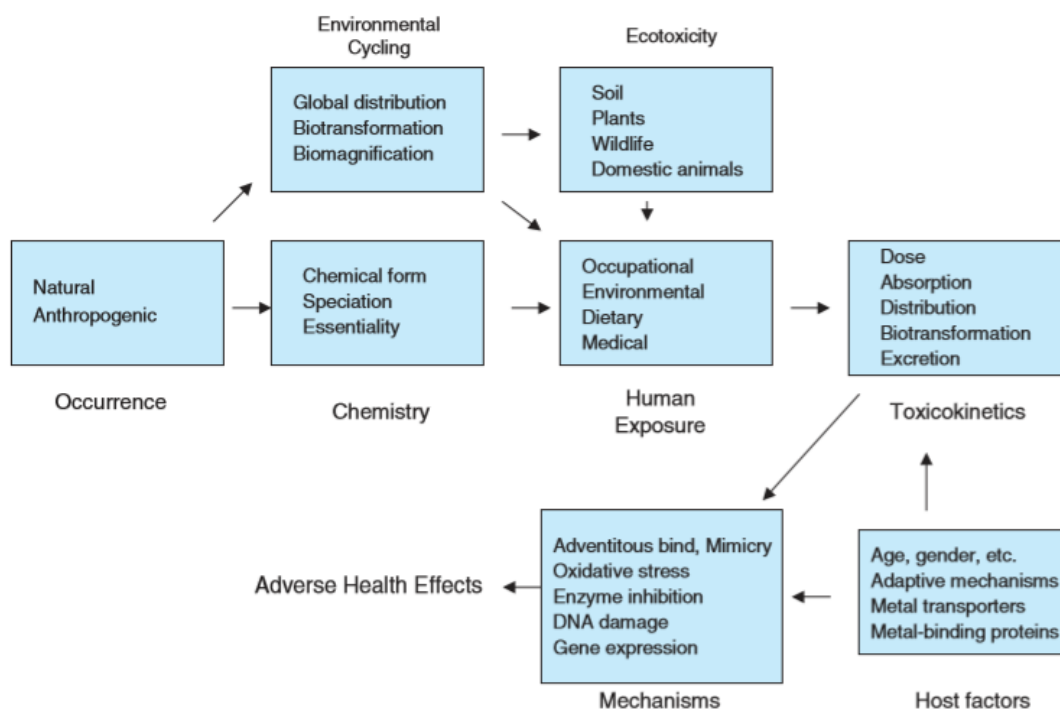 Environmental
Cycling
Ecotoxicity
Global distribution
Biotransformation
Biomagnification
Soil
Plants
Wildlife
Domestic animals
Natural
Anthropogenic
Chemical form
Speciation
Essentiality
Occupational
Environmental
Dietary
Medical
Dose
Absorption
Distribution
Biotransformation
Excretion
Occurrence
Chemistry
Human
Exposure
Toxicokinetics
Adverse Health Effects
Adventitous bind, Mimicry
Oxidative stress
Enzyme inhibition
DNA damage
Gene expression
Age, gender, etc.
Adaptive mechanisms
Metal transporters
Metal-binding proteins
Mechanisms
Host factors